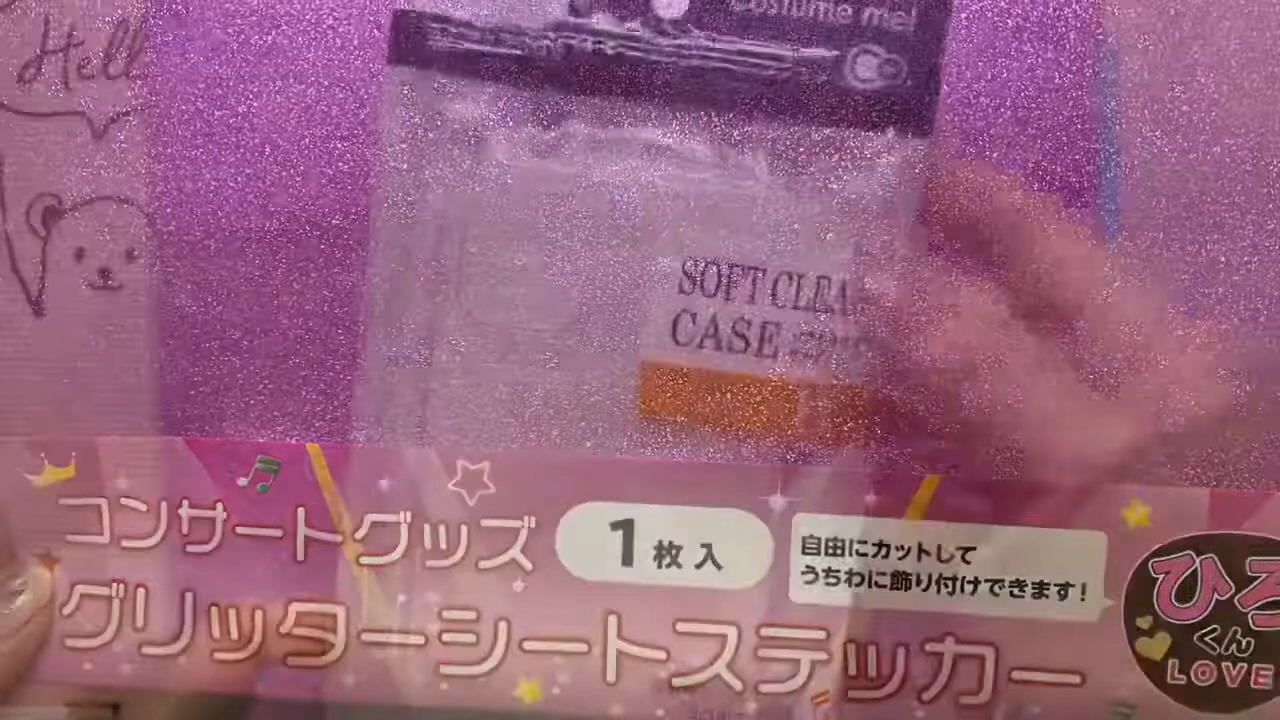 Costume me!
Hell
SOFT CLEA
CASE
コンサートグッズ
1枚入
自由にカットして
うちわに飾り付けできます!
グリッターシートステッカー
ひろ
くん
LOVE